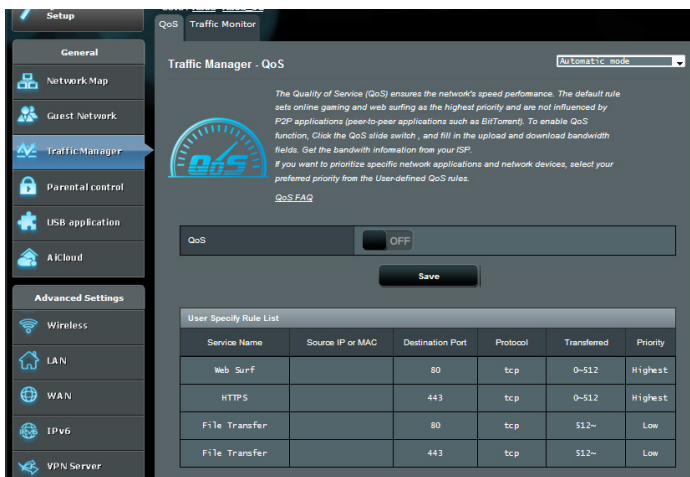 Setup
QoS
Traffic Monitor
General
Network Map
Guest Network
Traffic Manager
Parental control
USB application
AiCloud
Advanced Settings
Wireless
LAN
WAN
IPv6
VPN Server
Traffic Manager - QoS
Automatic mode
The Quality of Service (QoS) ensures the network's speed performance. The default rule
sets online gaming and web surfing as the highest priority and are not influenced by
P2P applications (peer-to-peer applications such as BitTorrent). To enable QoS
function, Click the QoS slide switch , and fill in the upload and download bandwidth
fields. Get the bandwith information from your ISP.
If you want to prioritize specific network applications and network devices, select your
preferred priority from the User-defined QoS rules.
QoS FAQ
QoS
QoS
OFF
Save
User Specify Rule List
Service Name Source IP or MAC Destination Port Protocol Transferred Priority
Web Surf 80 tcp 0~512 Highest
HTTPS 443 tcp 0~512 Highest
File Transfer 80 tcp 512~ Low
File Transfer 443 tcp 512~ Low